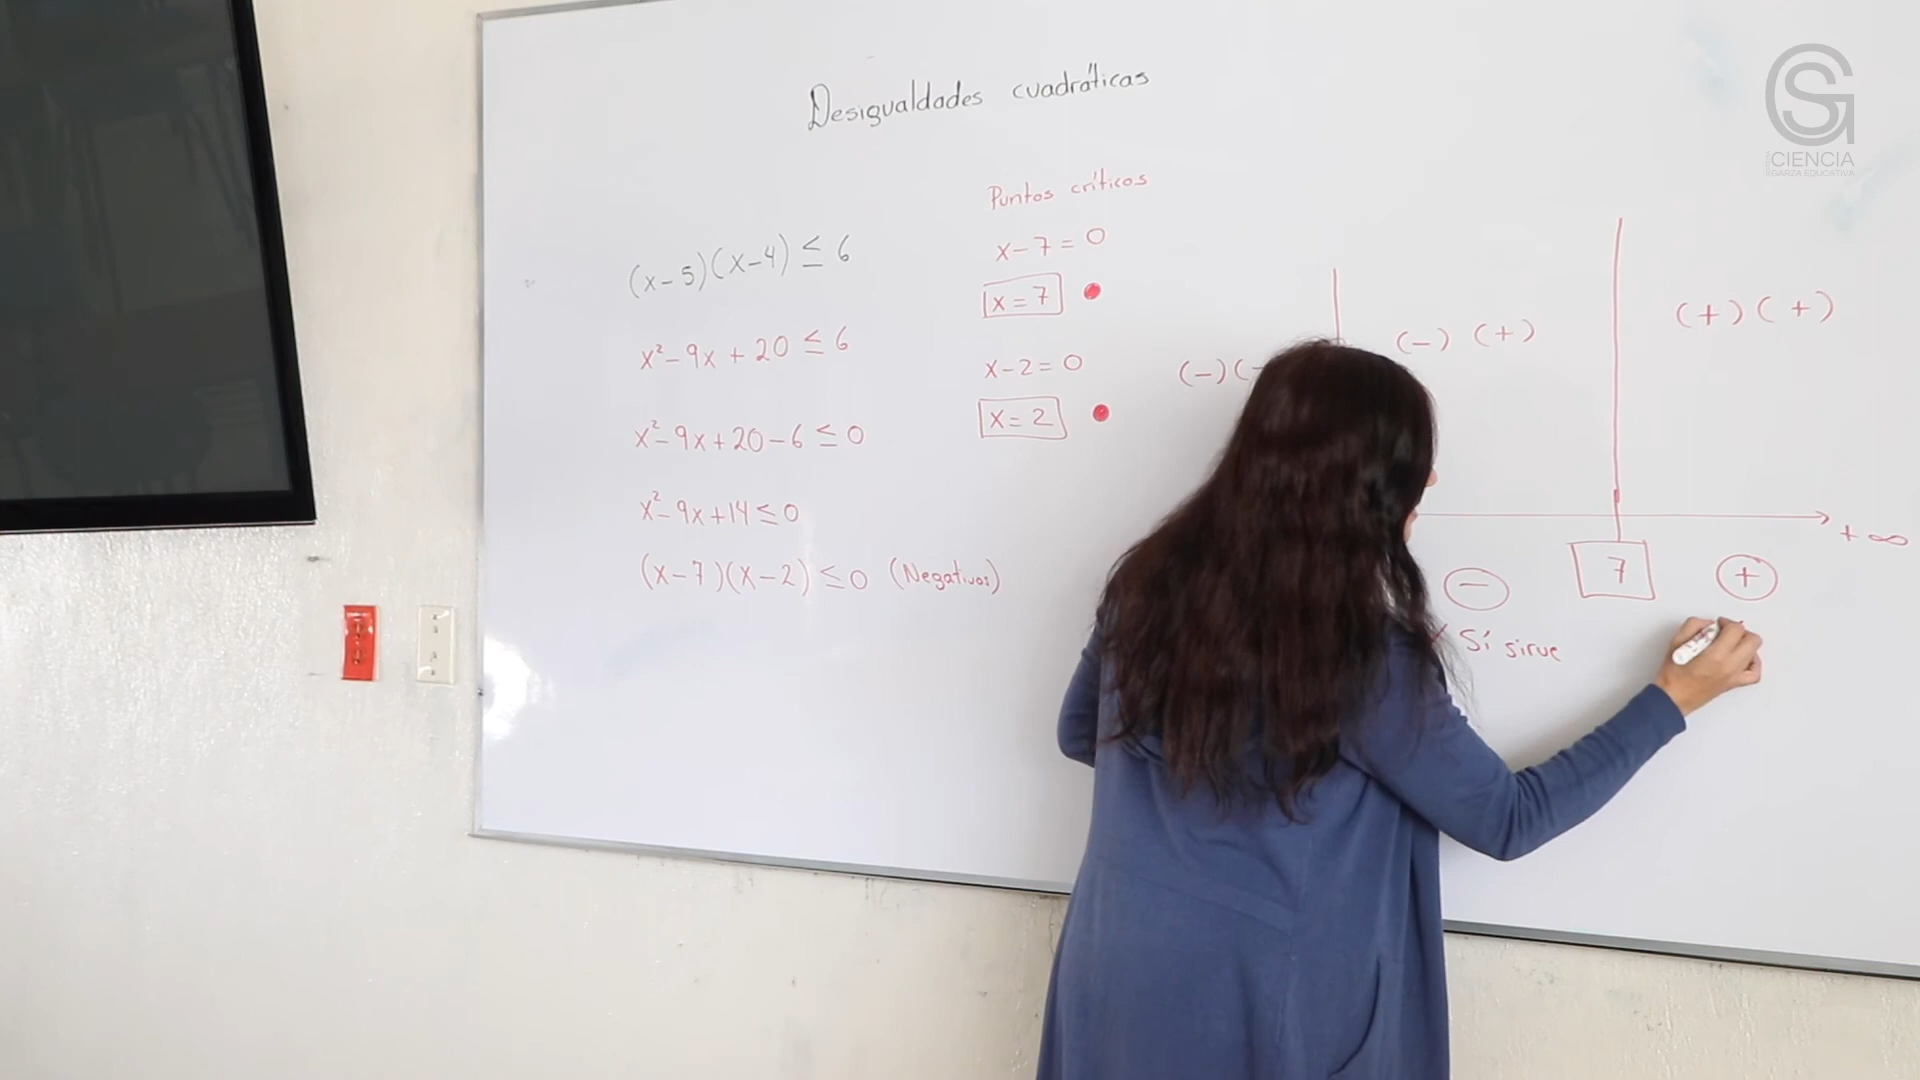 Desigualdades cuadráticas
(x-5)(x-4) ≤ 6
x²-9x + 20 ≤ 6
x²-9x+20-6 ≤ 0
x²-9x+14 ≤ 0
(x-7)(x-2) ≤ 0 (Negativos)
Puntos críticos
x-7=0
x=7
x-2=0
x=2
(-)(-
(-) (+)
(+)(+)
+∞
7
-
+
Sí sirve
GS
CIENCIA
GARZA EDUCATIVA